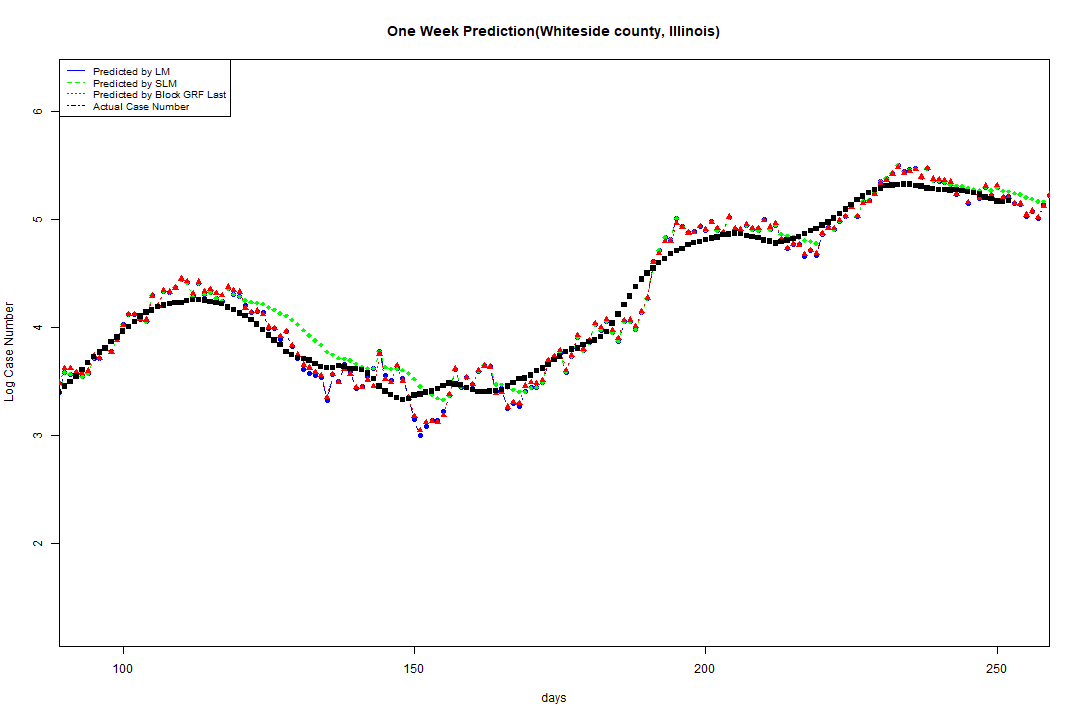 One Week Prediction(Whiteside county, Illinois)
Predicted by LM
Predicted by SLM
Predicted by Block GRF Last
Actual Case Number
6
5
4
3
2
Log Case Number
100 150 200 250
days